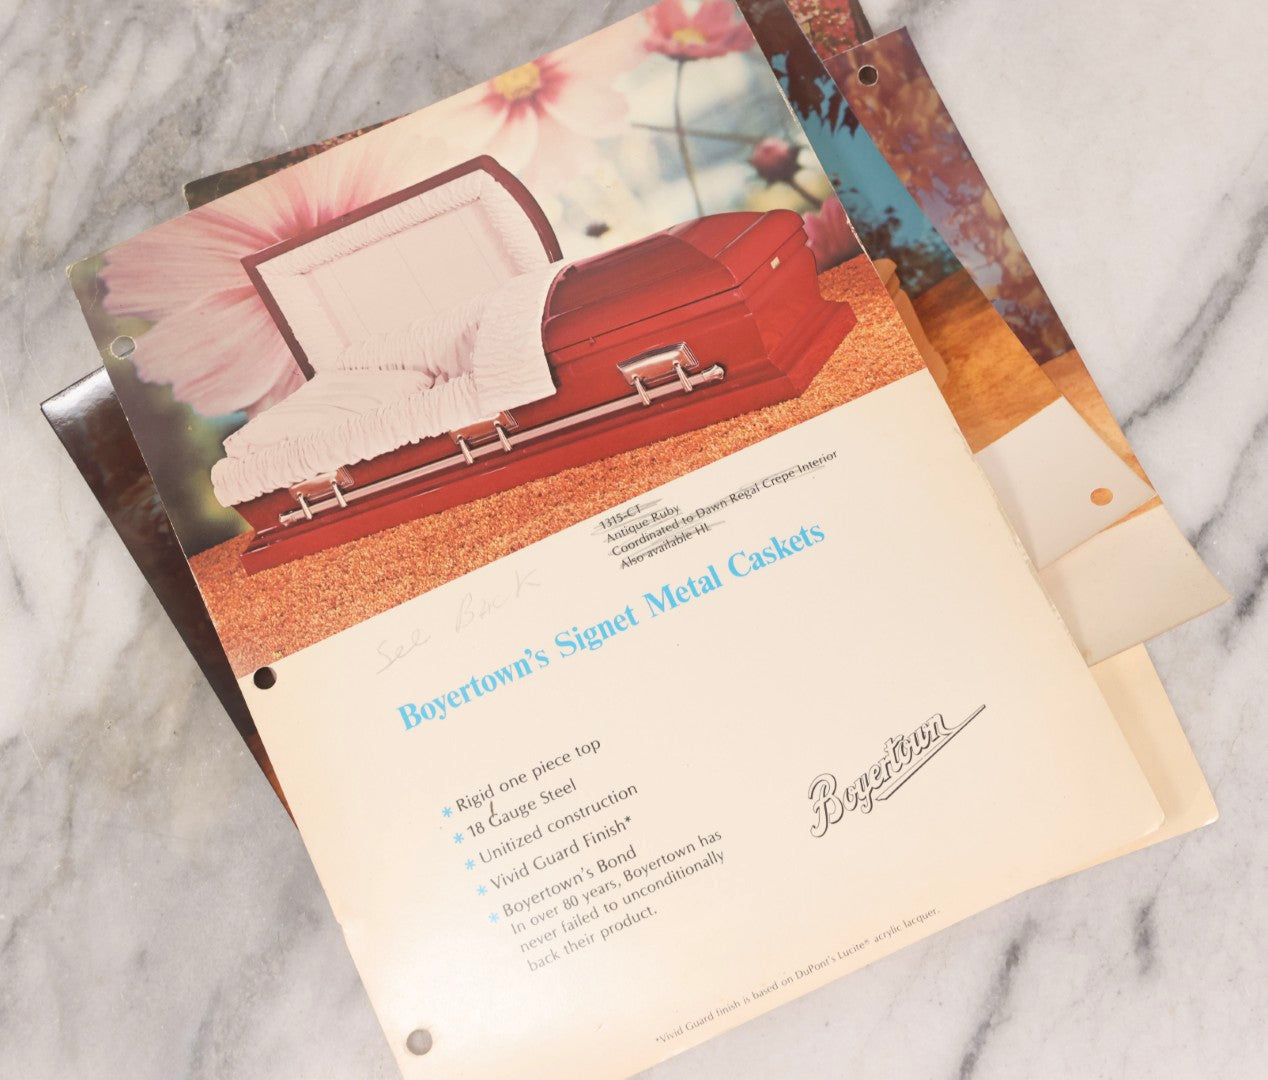 1315-CT
Antique Ruby
Coordinated to Dawn Regal Crepe Interior
Also available HL
See Back
Boyertown's Signet Metal Caskets
* Rigid one piece top
* 18 Gauge Steel
* Unitized construction
* Vivid Guard Finish*
* Boyertown's Bond
In over 80 years, Boyertown has
never failed to unconditionally
back their product.
Boyertown
*Vivid Guard finish is based on DuPont's Lucite* acrylic lacquer.